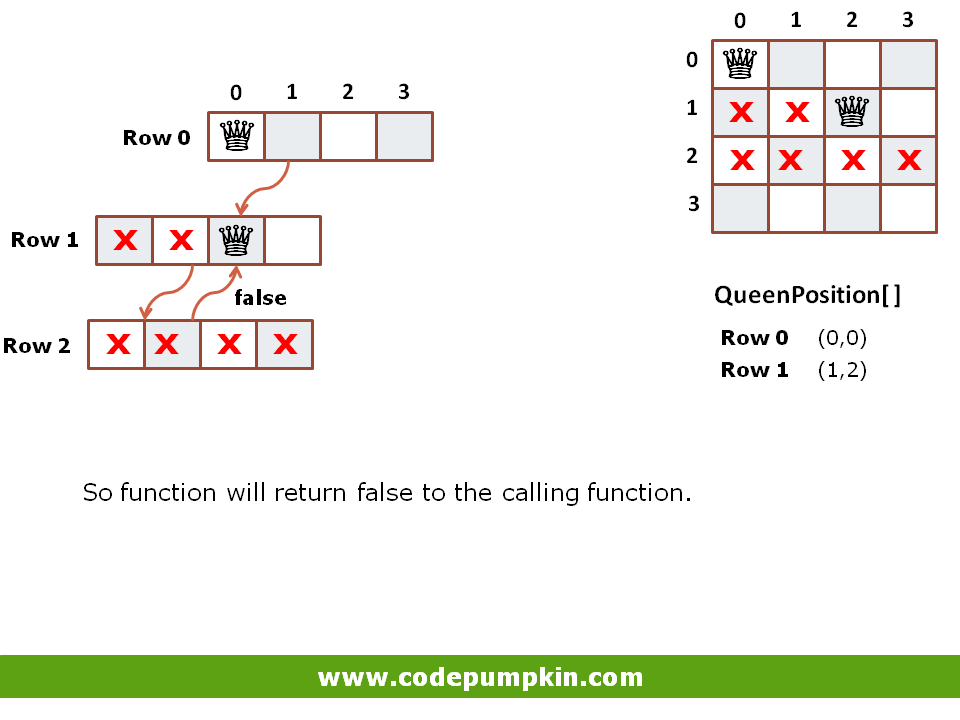 0 1 2 3
Row 0
Row 1 X X
false
Row 2 X X X X
0 1 2 3
0
1 X X
2 X X X X
3
QueenPosition[ ]
Row 0 (0,0)
Row 1 (1,2)
So function will return false to the calling function.
www.codepumpkin.com